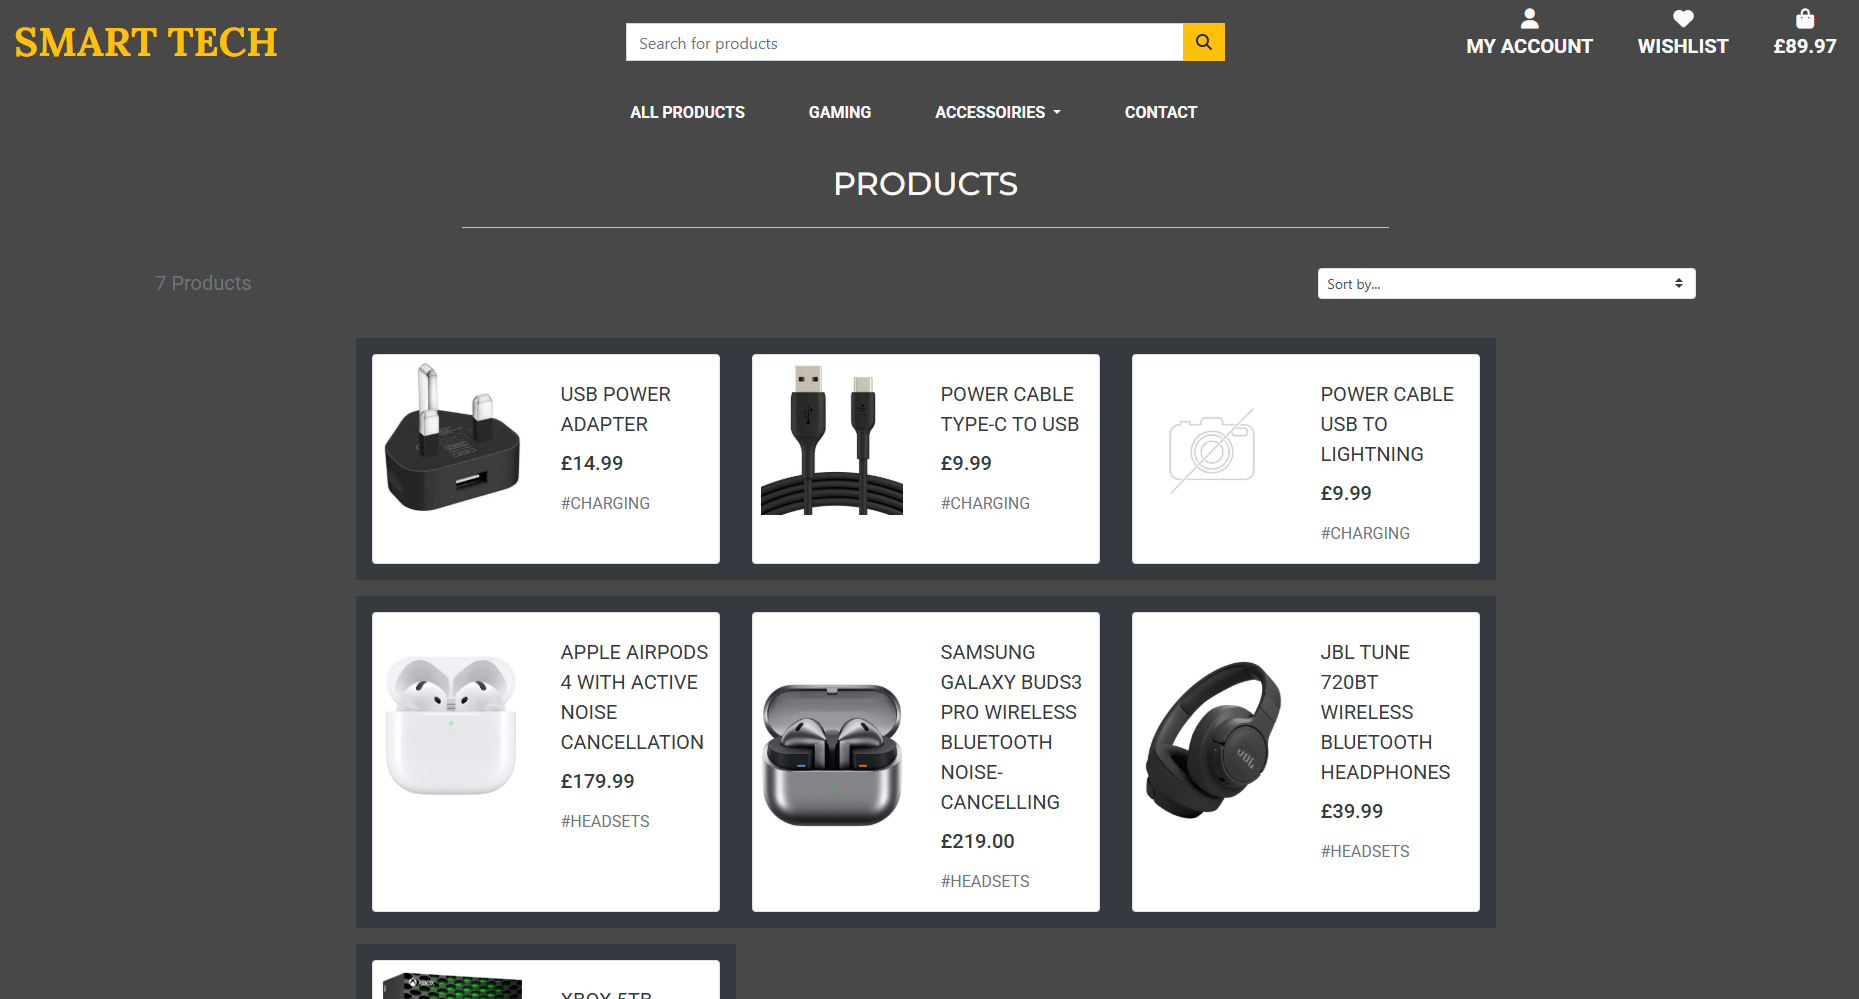 SMART TECH
Search for products
MY ACCOUNT
WISHLIST
£89.97
ALL PRODUCTS
GAMING
ACCESSOIRIES
CONTACT
PRODUCTS
7 Products
Sort by...
USB POWER
ADAPTER
£14.99
#CHARGING
POWER CABLE
TYPE-C TO USB
£9.99
#CHARGING
POWER CABLE
USB TO
LIGHTNING
£9.99
#CHARGING
APPLE AIRPODS
4 WITH ACTIVE
NOISE
CANCELLATION
£179.99
#HEADSETS
SAMSUNG
GALAXY BUDS3
PRO WIRELESS
BLUETOOTH
NOISE-
CANCELLING
£219.00
#HEADSETS
JBL
JBL TUNE
720BT
WIRELESS
BLUETOOTH
HEADPHONES
£39.99
#HEADSETS
XBOX
XBOX 5TB